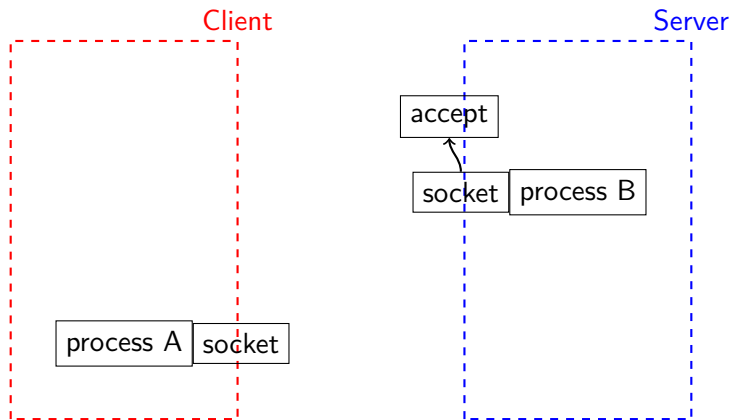 Client
Server
accept
socket
process B
process A
socket